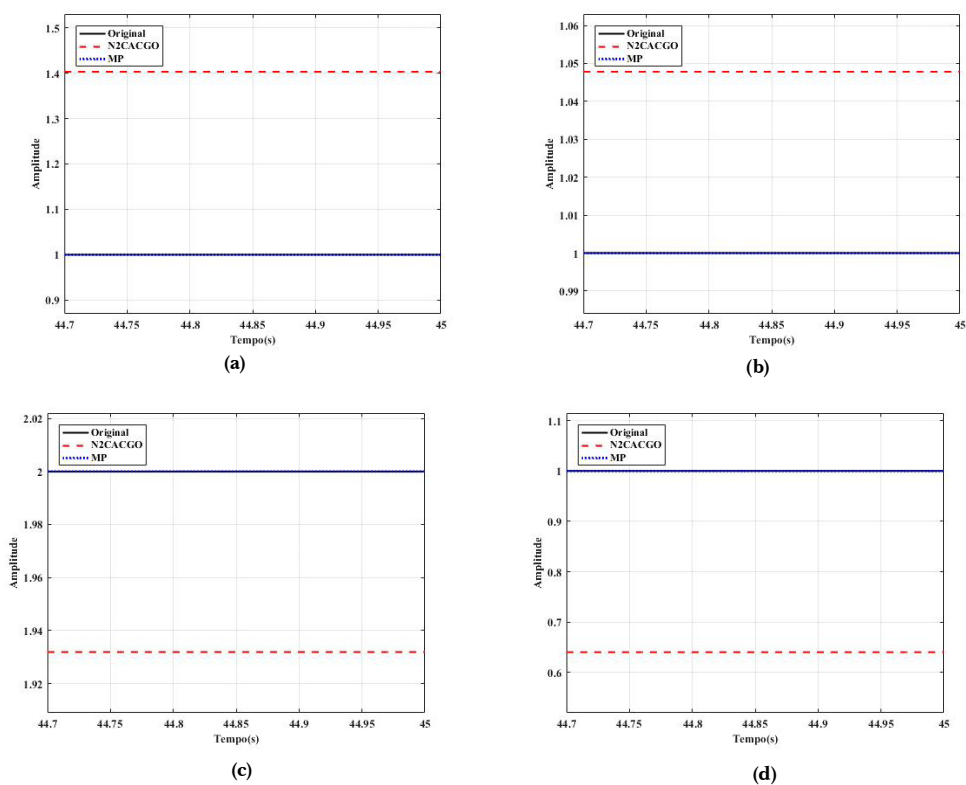 1.5
1.4
1.3
1.2
1.1
1
0.9
Amplitude
Original
N2CACGO
MP
44.7 44.75 44.8 44.85 44.9 44.95 45
Tempo(s)
(a)
1.06
1.05
1.04
1.03
1.02
1.01
1
0.99
Amplitude
Original
N2CACGO
MP
44.7 44.75 44.8 44.85 44.9 44.95 45
Tempo(s)
(b)
2.02
2
1.98
1.96
1.94
1.92
Amplitude
Original
N2CACGO
MP
44.7 44.75 44.8 44.85 44.9 44.95 45
Tempo(s)
(c)
1.1
1
0.9
0.8
0.7
0.6
Amplitude
Original
N2CACGO
MP
44.7 44.75 44.8 44.85 44.9 44.95 45
Tempo(s)
(d)